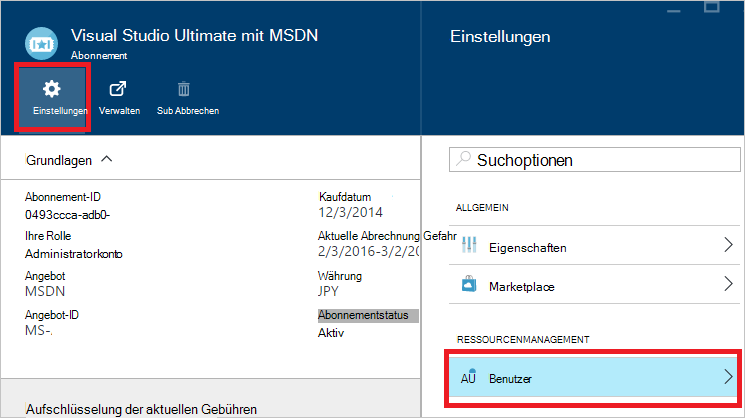 Visual Studio Ultimate mit MSDN
Abonnement
Einstellungen
Verwalten
Sub Abbrechen
Grundlagen
Abonnement-ID
0493ccca-adb0-
Ihre Rolle
Administratorkonto
Angebot
MSDN
Angebot-ID
MS-.
Kaufdatum
12/3/2014
Aktuelle Abrechnung Gefahr
2/3/2016-3/2/20
Währung
JPY
Abonnementstatus
Aktiv
Aufschlüsselung der aktuellen Gebühren
Einstellungen
Suchoptionen
ALLGEMEIN
Eigenschaften
Marketplace
RESSOURCENMANAGEMENT
AU Benutzer